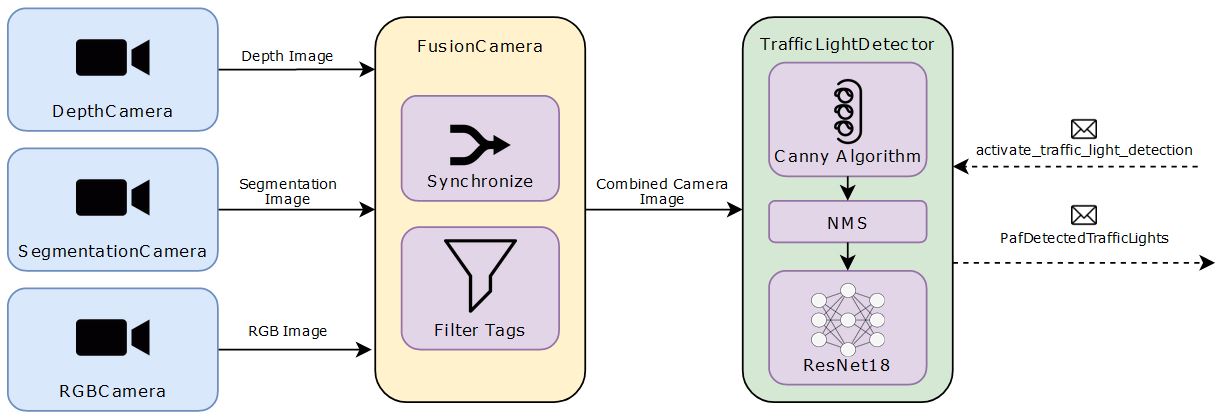 DepthCamera
SegmentationCamera
RGBCamera
Depth Image
Segmentation
Image
RGB Image
FusionCamera
Synchronize
Filter Tags
Combined Camera
Image
TrafficLightDetector
Canny Algorithm
NMS
ResNet18
activate_traffic_light_detection
PafDetectedTrafficLights